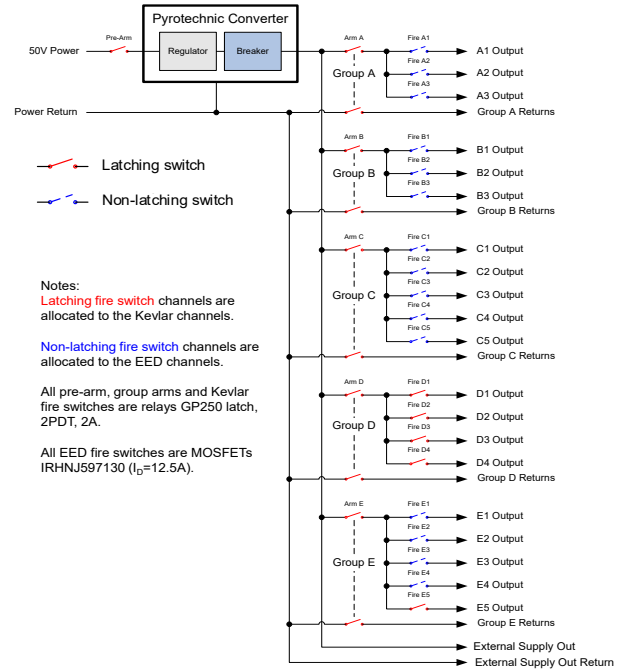 Pyrotechnic Converter
50V Power
Pre-Arm
Regulator
Breaker
Power Return
Arm A
Group A
Fire A1
A1 Output
Fire A2
A2 Output
Fire A3
A3 Output
Group A Returns
Arm B
Group B
Fire B1
B1 Output
Fire B2
B2 Output
Fire B3
B3 Output
Group B Returns
Latching switch
Non-latching switch
Arm C
Group C
Fire C1
C1 Output
Fire C2
C2 Output
Fire C3
C3 Output
Fire C4
C4 Output
Fire C5
C5 Output
Group C Returns
Notes:
Latching fire switch channels are
allocated to the Kevlar channels.
Non-latching fire switch channels are
allocated to the EED channels.
All pre-arm, group arms and Kevlar
fire switches are relays GP250 latch,
2PDT, 2A.
All EED fire switches are MOSFETs
IRHNJ597130 (ID=12.5A).
Arm D
Group D
Fire D1
D1 Output
Fire D2
D2 Output
Fire D3
D3 Output
Fire D4
D4 Output
Group D Returns
Arm E
Group E
Fire E1
E1 Output
Fire E2
E2 Output
Fire E3
E3 Output
Fire E4
E4 Output
Fire E5
E5 Output
Group E Returns
External Supply Out
External Supply Out Return